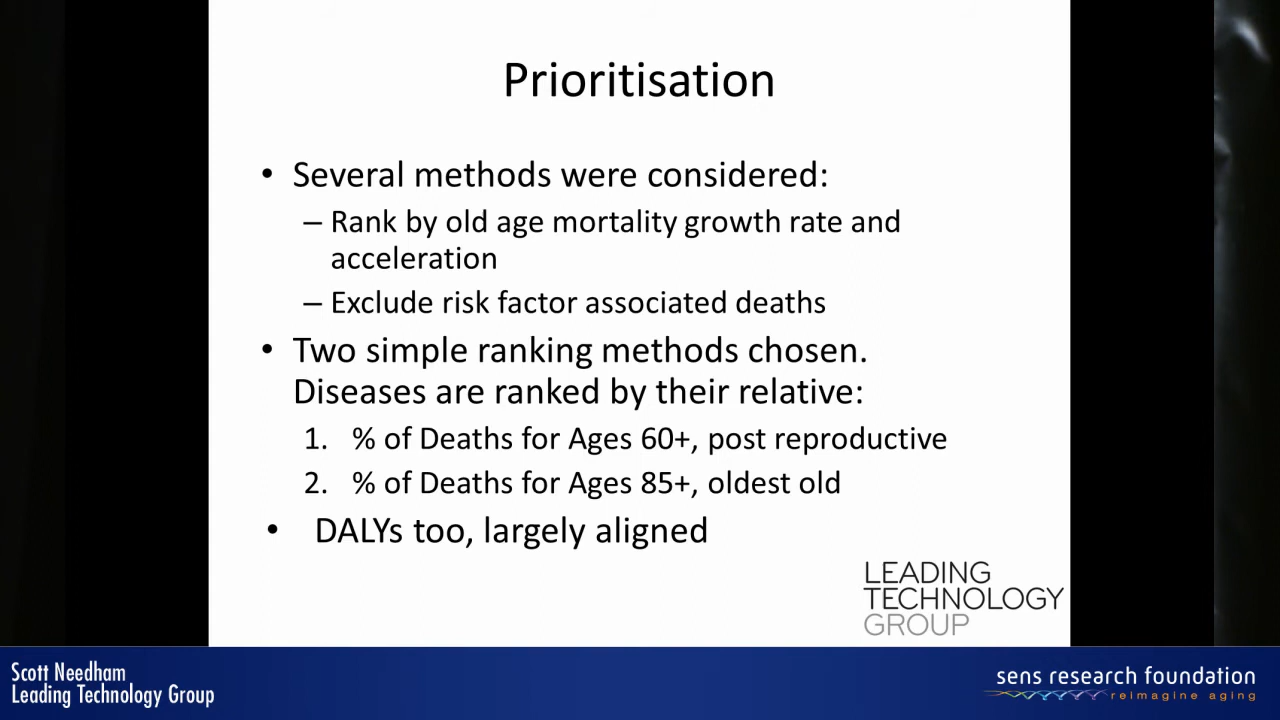 Prioritisation
• Several methods were considered:
– Rank by old age mortality growth rate and
acceleration
– Exclude risk factor associated deaths
• Two simple ranking methods chosen.
Diseases are ranked by their relative:
1. % of Deaths for Ages 60+, post reproductive
2. % of Deaths for Ages 85+, oldest old
• DALYs too, largely aligned
LEADING
TECHNOLOGY
GROUP
Scott Needham
Leading Technology Group
sens research foundation
reimagine aging